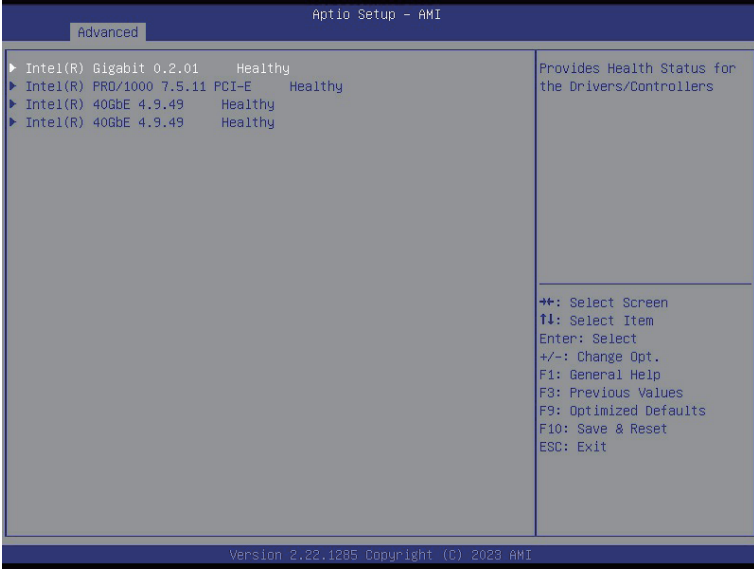 Aptio Setup – AMI
Advanced
▶ Intel(R) Gigabit 0.2.01 Healthy
▶ Intel(R) PRO/1000 7.5.11 PCI-E Healthy
▶ Intel(R) 40GbE 4.9.49 Healthy
▶ Intel(R) 40GbE 4.9.49 Healthy
Provides Health Status for
the Drivers/Controllers
→←: Select Screen
↑↓: Select Item
Enter: Select
+/-: Change Opt.
F1: General Help
F3: Previous Values
F9: Optimized Defaults
F10: Save & Reset
ESC: Exit
Version 2.22.1285 Copyright (C) 2023 AMI